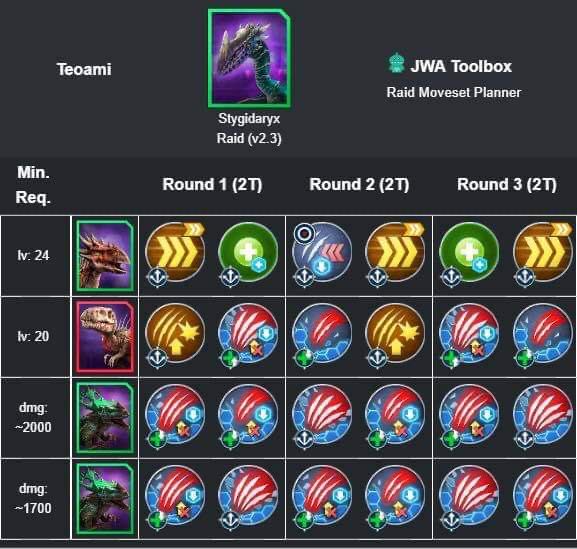 Teoami
JWA Toolbox
Raid Moveset Planner
Stygidaryx
Raid (v2.3)
Min.
Req.
Round 1 (2T)
Round 2 (2T)
Round 3 (2T)
lv: 24
lv: 20
dmg:
~2000
dmg:
~1700